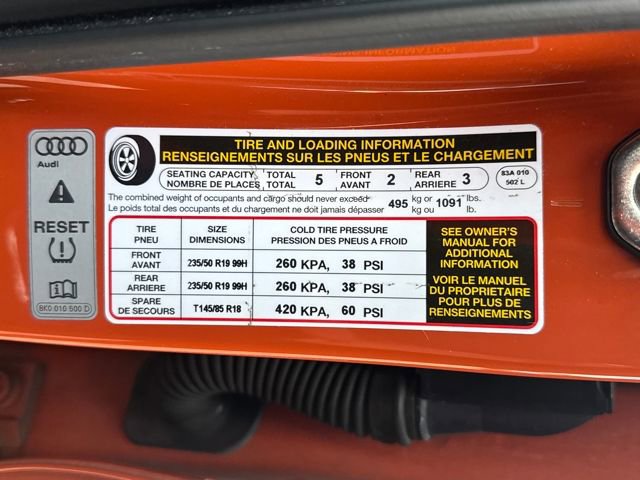 Audi
RESET
8K0 010 500 D
TIRE AND LOADING INFORMATION
RENSEIGNEMENTS SUR LES PNEUS ET LE CHARGEMENT
SEATING CAPACITY TOTAL 5 FRONT 2 REAR 3
NOMBRE DE PLACES TOTAL AVANT ARRIERE
83A 010
502 L
The combined weight of occupants and cargo should never exceed 495 kg or 1091 lbs.
Le poids total des occupants et du chargement ne doit jamais dépasser kg ou lb.
TIRE SIZE COLD TIRE PRESSURE
PNEU DIMENSIONS PRESSION DES PNEUS A FROID
FRONT
AVANT 235/50 R19 99H 260 KPA, 38 PSI
REAR
ARRIERE 235/50 R19 99H 260 KPA, 38 PSI
SPARE
DE SECOURS T145/85 R18 420 KPA, 60 PSI
SEE OWNER'S
MANUAL FOR
ADDITIONAL
INFORMATION
VOIR LE MANUEL
DU PROPRIETAIRE
POUR PLUS DE
RENSEIGNEMENTS